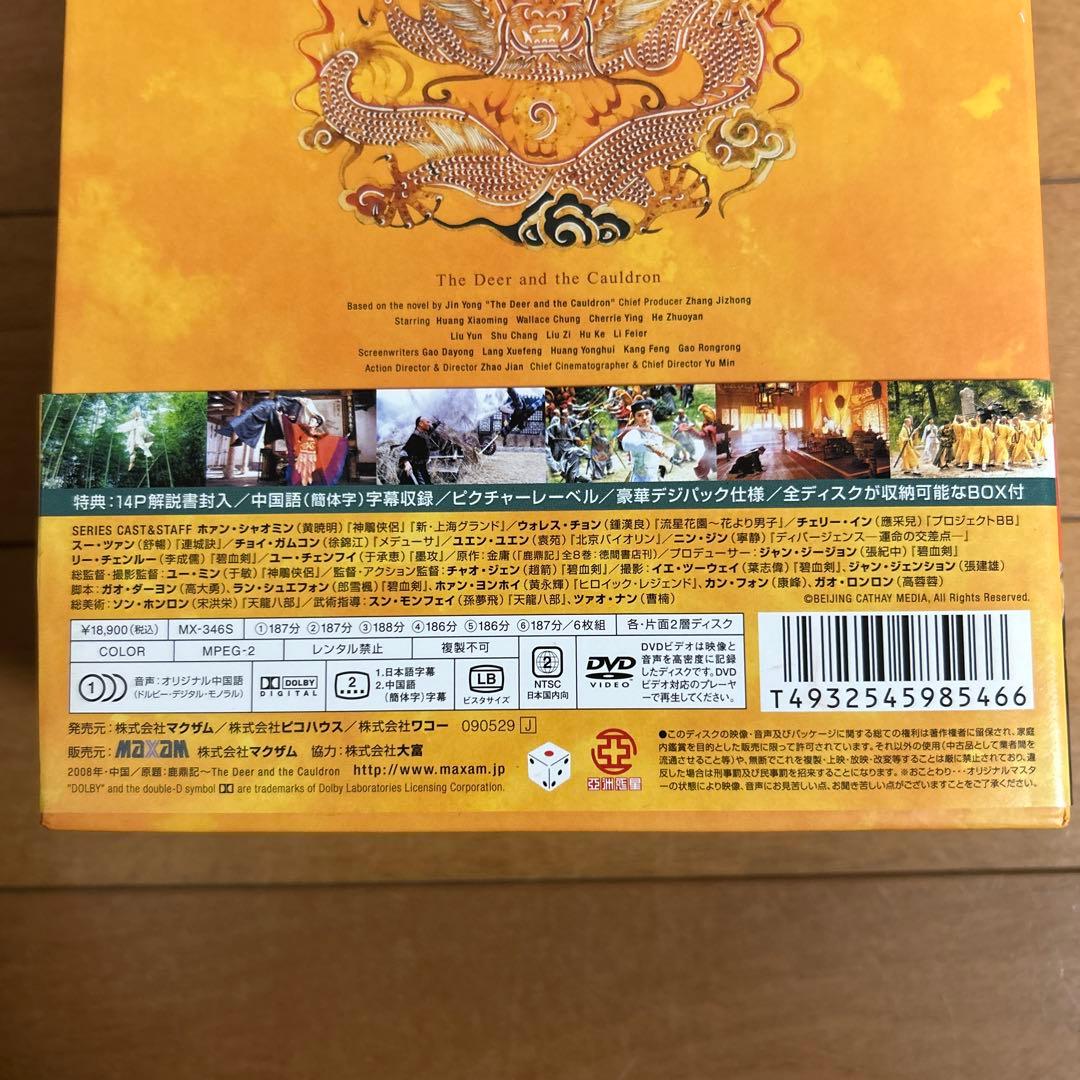 The Deer and the Cauldron
Based on the novel by Jin Yong "The Deer and the Cauldron" Chief Producer Zhang Jizhong
Starring Huang Xiaoming Wallace Chung Cherrie Ying He Zhuoyan
Liu Yun Shu Chang Liu Zi Hu Ke Li Feier
Screenwriters Gao Dayong Lang Xuefeng Huang Yonghui Kang Feng Gao Rongrong
Action Director & Director Zhao Jian Chief Cinematographer & Chief Director Yu Min
特典:14P解説書封入/中国語(簡体字)字幕収録/ピクチャーレーベル/豪華デジパック仕様/全ディスクが収納可能なBOX付
SERIES CAST&STAFF ホァン・シャオミン(黄暁明)『神鵰侠侶』『新・上海グランド』/ウォレス・チョン(鍾漢良)『流星花園～花より男子』/チェリー・イン(應采兒)『プロジェクトBB』
スー・ツァン(舒暢)『連城訣』/チョイ・ガムコン(徐錦江)『メデューサ』/ユエン・ユエン(袁苑)『北京バイオリン』/ニン・ジン(寧静)『ディバージェンス―運命の交差点―』
リー・チェンルー(李成儒)『碧血剣』/ユー・チェンフイ(于承恵)『墨攻』/原作:金庸(『鹿鼎記』全8巻:徳間書店刊)/プロデューサー:ジャン・ジージョン(張紀中)『碧血剣』
総監督・撮影監督:ユー・ミン(于敏)『神鵰侠侶』/監督・アクション監督:チャオ・ジェン(趙箭)『碧血剣』/撮影:イエ・ツーウェイ(葉志偉)『碧血剣』、ジャン・ジェンション(張建雄)
脚本:ガオ・ダーヨン(高大勇)、ラン・シュエフォン(郎雪楓)『碧血剣』、ホァン・ヨンホイ(黄永輝)『ヒロイック・レジェンド』、カン・フォン(康峰)、ガオ・ロンロン(高蓉蓉)
総美術:ソン・ホンロン(宋洪栄)『天龍八部』/武術指導:スン・モンフェイ(孫夢飛)『天龍八部』、ツァオ・ナン(曹楠)
©BEIJING CATHAY MEDIA, All Rights Reserved.
¥18,900(税込) MX-346S ①187分 ②187分 ③188分 ④186分 ⑤186分 ⑥187分/6枚組 各・片面2層ディスク
COLOR MPEG-2 レンタル禁止 複製不可
1 音声:オリジナル中国語
(ドルビー・デジタル・モノラル)
DOLBY
DIGITAL
2 1.日本語字幕
2.中国語
(簡体字)字幕
LB
ビスタサイズ
2
NTSC
日本国内向
DVD
VIDEO
DVDビデオは映像と
音声を高密度に記録
したディスクです。DVD
ビデオ対応のプレーヤ
ーで再生してください。
T4932545985466
発売元:株式会社マクザム/株式会社ピコハウス/株式会社ワコー 090529 J
販売元:MAXAM 株式会社マクザム 協力:株式会社大富
2008年・中国/原題:鹿鼎記～The Deer and the Cauldron http://www.maxam.jp
"DOLBY" and the double-D symbol are trademarks of Dolby Laboratories Licensing Corporation.
亞洲巨星
●このディスクの映像・音声及びパッケージに関する総ての権利は著作権者に留保され、家庭
内鑑賞を目的とした販売に限って許可されています。それ以外の使用(中古品として業者間を
流通させること等)や、無断でこれを複製・上映・放映・改変等することは厳に禁止されており、違
反した場合は刑事罰及び民事罰を招来することになります。※おことわり・・・オリジナルマスタ
ーの状態により映像、音声にお見苦しい点、お聞き苦しい点がございますことをご了承ください。